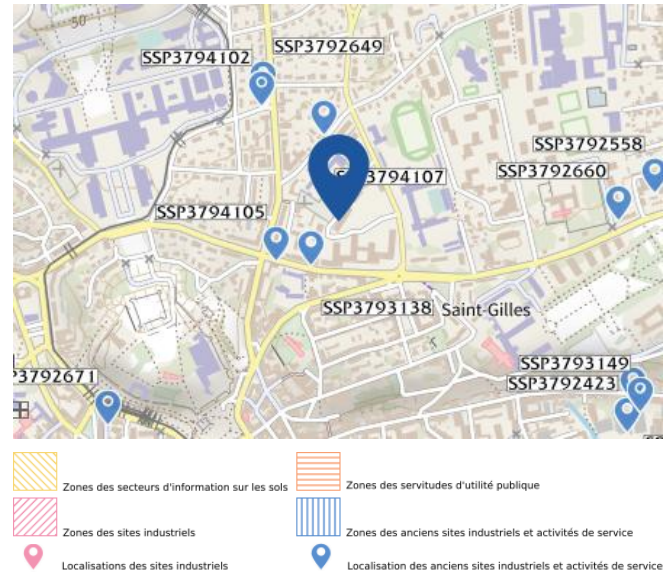 50
SSP3792649
SSP3794102
SSP3792558
SSP3792660
SP3794107
SSP3794105
SSP3793138
Saint-Gilles
SSP3793149
P3792671
SSP3792423
Zones des secteurs d'information sur les sols
Zones des servitudes d'utilité publique
Zones des sites industriels
Zones des anciens sites industriels et activités de service
Localisations des sites industriels
Localisation des anciens sites industriels et activités de service